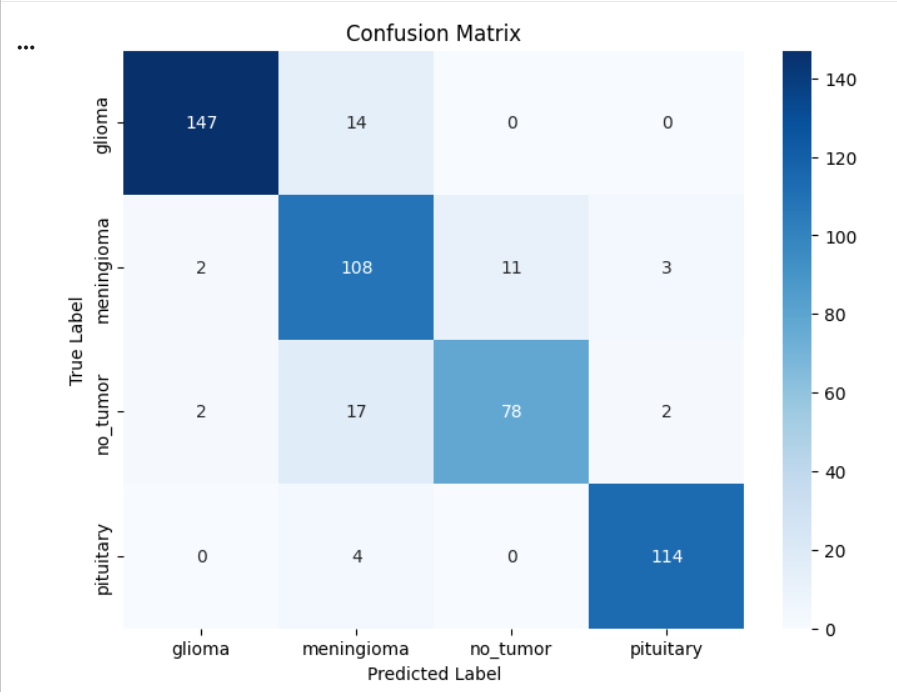 ...
Confusion Matrix
glioma 147 14 0 0
meningioma 2 108 11 3
no_tumor 2 17 78 2
pituitary 0 4 0 114
True Label
glioma meningioma no_tumor pituitary
Predicted Label
140
120
100
80
60
40
20
0